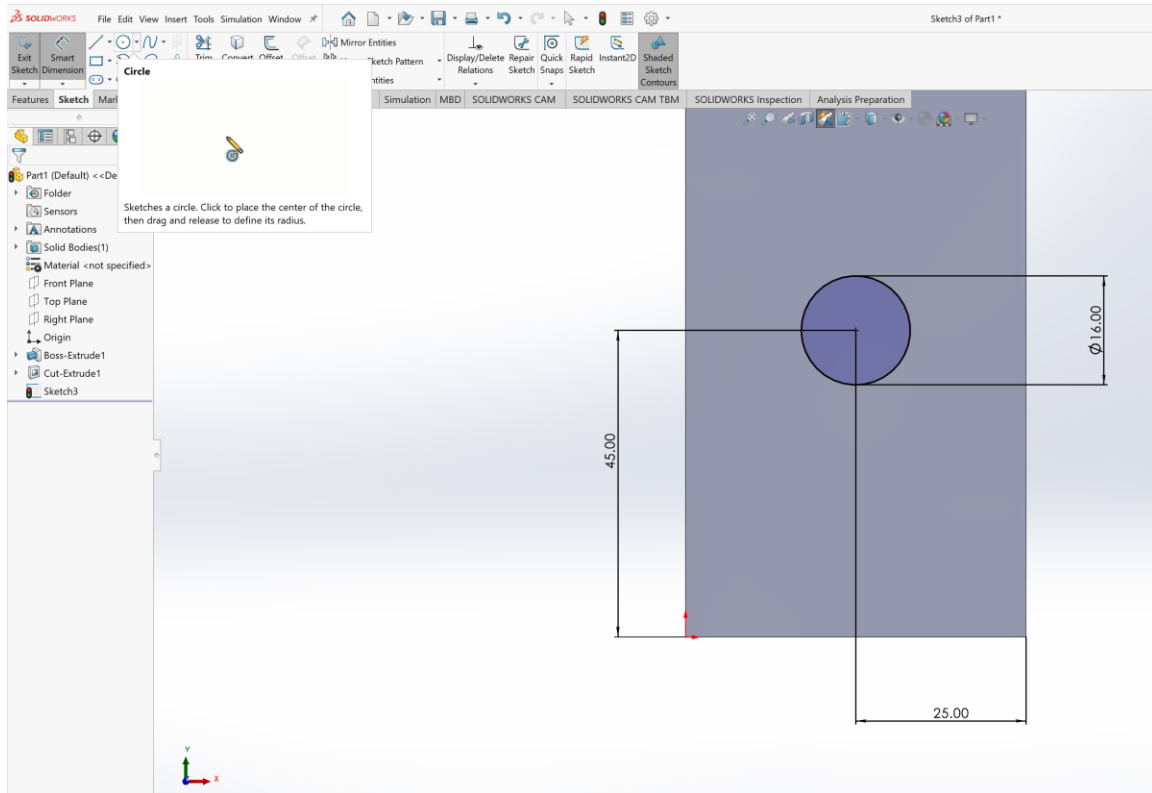 SOLIDWORKS File Edit View Insert Tools Simulation Window Sketch3 of Part1 *
Mirror Entities
Exit Sketch
Smart Dimension
Trim Convert Offset Offset
Sketch Pattern
Display/Delete Relations
Repair Sketch
Quick Snaps
Rapid Sketch
Instant2D
Shaded Sketch Contours
Circle
Features Sketch Simulation MBD SOLIDWORKS CAM SOLIDWORKS CAM TBM SOLIDWORKS Inspection Analysis Preparation
Sketches a circle. Click to place the center of the circle,
then drag and release to define its radius.
Part1 (Default) <<De
Folder
Sensors
Annotations
Solid Bodies(1)
Material <not specified>
Front Plane
Top Plane
Right Plane
Origin
Boss-Extrude1
Cut-Extrude1
Sketch3
Ø16.00
45.00
25.00
Y
X